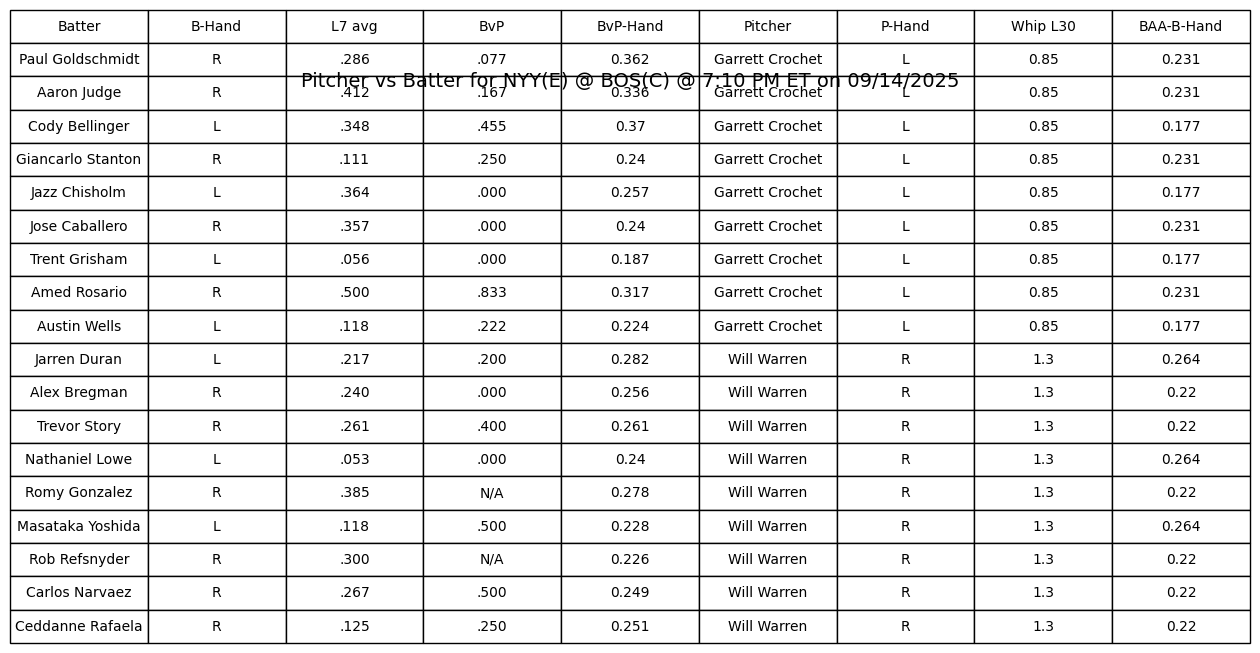 Batter B-Hand L7 avg BvP BvP-Hand Pitcher P-Hand Whip L30 BAA-B-Hand
Paul Goldschmidt R .286 .077 0.362 Garrett Crochet L 0.85 0.231
Pitcher vs Batter for NYY(E) @ BOS(C) @ 7:10 PM ET on 09/14/2025
Aaron Judge R .412 .167 0.336 Garrett Crochet L 0.85 0.231
Cody Bellinger L .348 .455 0.37 Garrett Crochet L 0.85 0.177
Giancarlo Stanton R .111 .250 0.24 Garrett Crochet L 0.85 0.231
Jazz Chisholm L .364 .000 0.257 Garrett Crochet L 0.85 0.177
Jose Caballero R .357 .000 0.24 Garrett Crochet L 0.85 0.231
Trent Grisham L .056 .000 0.187 Garrett Crochet L 0.85 0.177
Amed Rosario R .500 .833 0.317 Garrett Crochet L 0.85 0.231
Austin Wells L .118 .222 0.224 Garrett Crochet L 0.85 0.177
Jarren Duran L .217 .200 0.282 Will Warren R 1.3 0.264
Alex Bregman R .240 .000 0.256 Will Warren R 1.3 0.22
Trevor Story R .261 .400 0.261 Will Warren R 1.3 0.22
Nathaniel Lowe L .053 .000 0.24 Will Warren R 1.3 0.264
Romy Gonzalez R .385 N/A 0.278 Will Warren R 1.3 0.22
Masataka Yoshida L .118 .500 0.228 Will Warren R 1.3 0.264
Rob Refsnyder R .300 N/A 0.226 Will Warren R 1.3 0.22
Carlos Narvaez R .267 .500 0.249 Will Warren R 1.3 0.22
Ceddanne Rafaela R .125 .250 0.251 Will Warren R 1.3 0.22